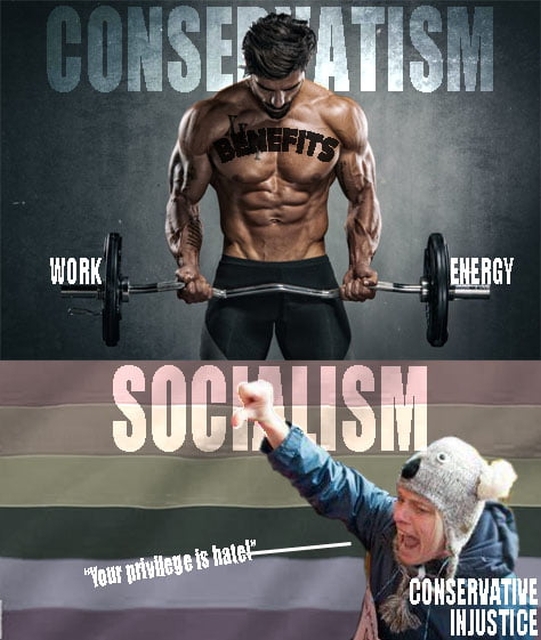 CONSERVATISM
BENEFITS
WORK
ENERGY
SOCIALISM
"Your privilege is hate!"
CONSERVATIVE
INJUSTICE